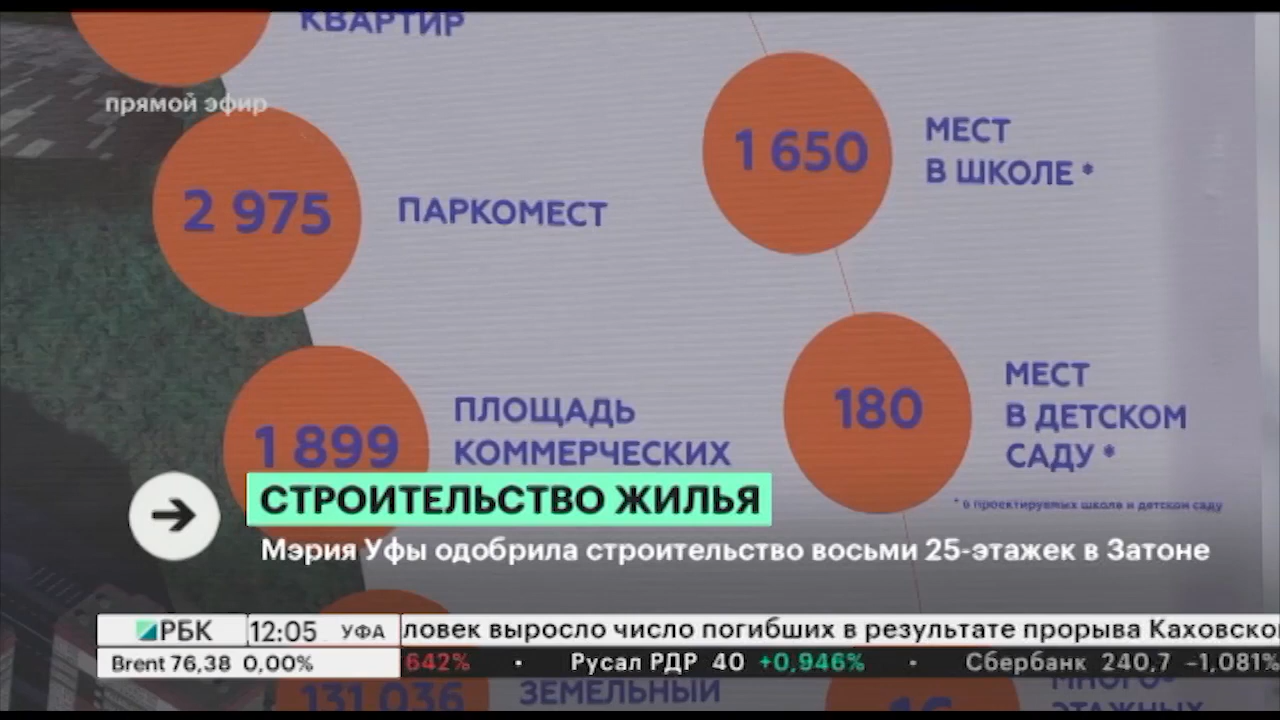 КВАРТИР
прямой эфир
2 975
ПАРКОМЕСТ
1 650
МЕСТ
В ШКОЛЕ *
1 899
ПЛОЩАДЬ
КОММЕРЧЕСКИХ
180
МЕСТ
В ДЕТСКОМ
САДУ *
* в проектируемых школе и детском саду
СТРОИТЕЛЬСТВО ЖИЛЬЯ
Мэрия Уфы одобрила строительство восьми 25-этажек в Затоне
РБК 12:05 УФА
ловек выросло число погибших в результате прорыва Каховско
Brent 76,38 0,00%
642% · Русал РДР 40 +0,946% · Сбербанк 240,7 -1,081%
131 036
ЗЕМЕЛЬНЫЙ
16
МНОГО-
ЭТАЖНЫХ